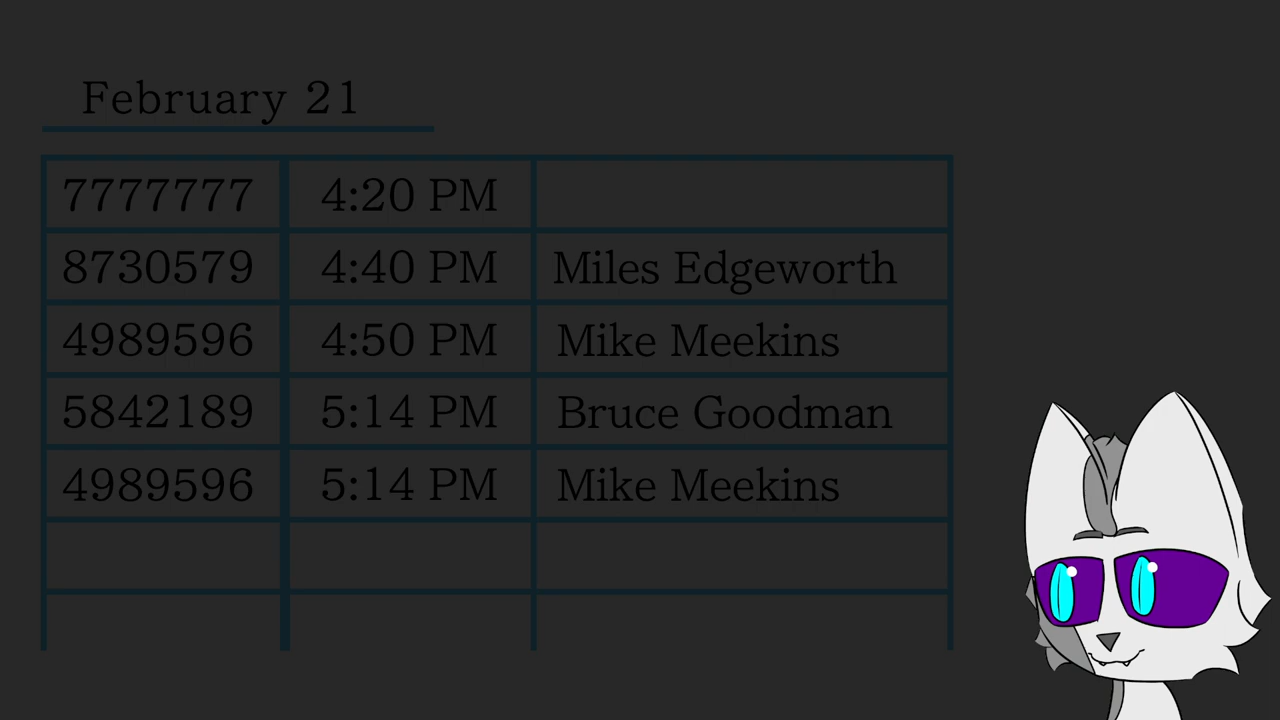 February 21
7777777 4:20 PM
8730579 4:40 PM Miles Edgeworth
4989596 4:50 PM Mike Meekins
5842189 5:14 PM Bruce Goodman
4989596 5:14 PM Mike Meekins